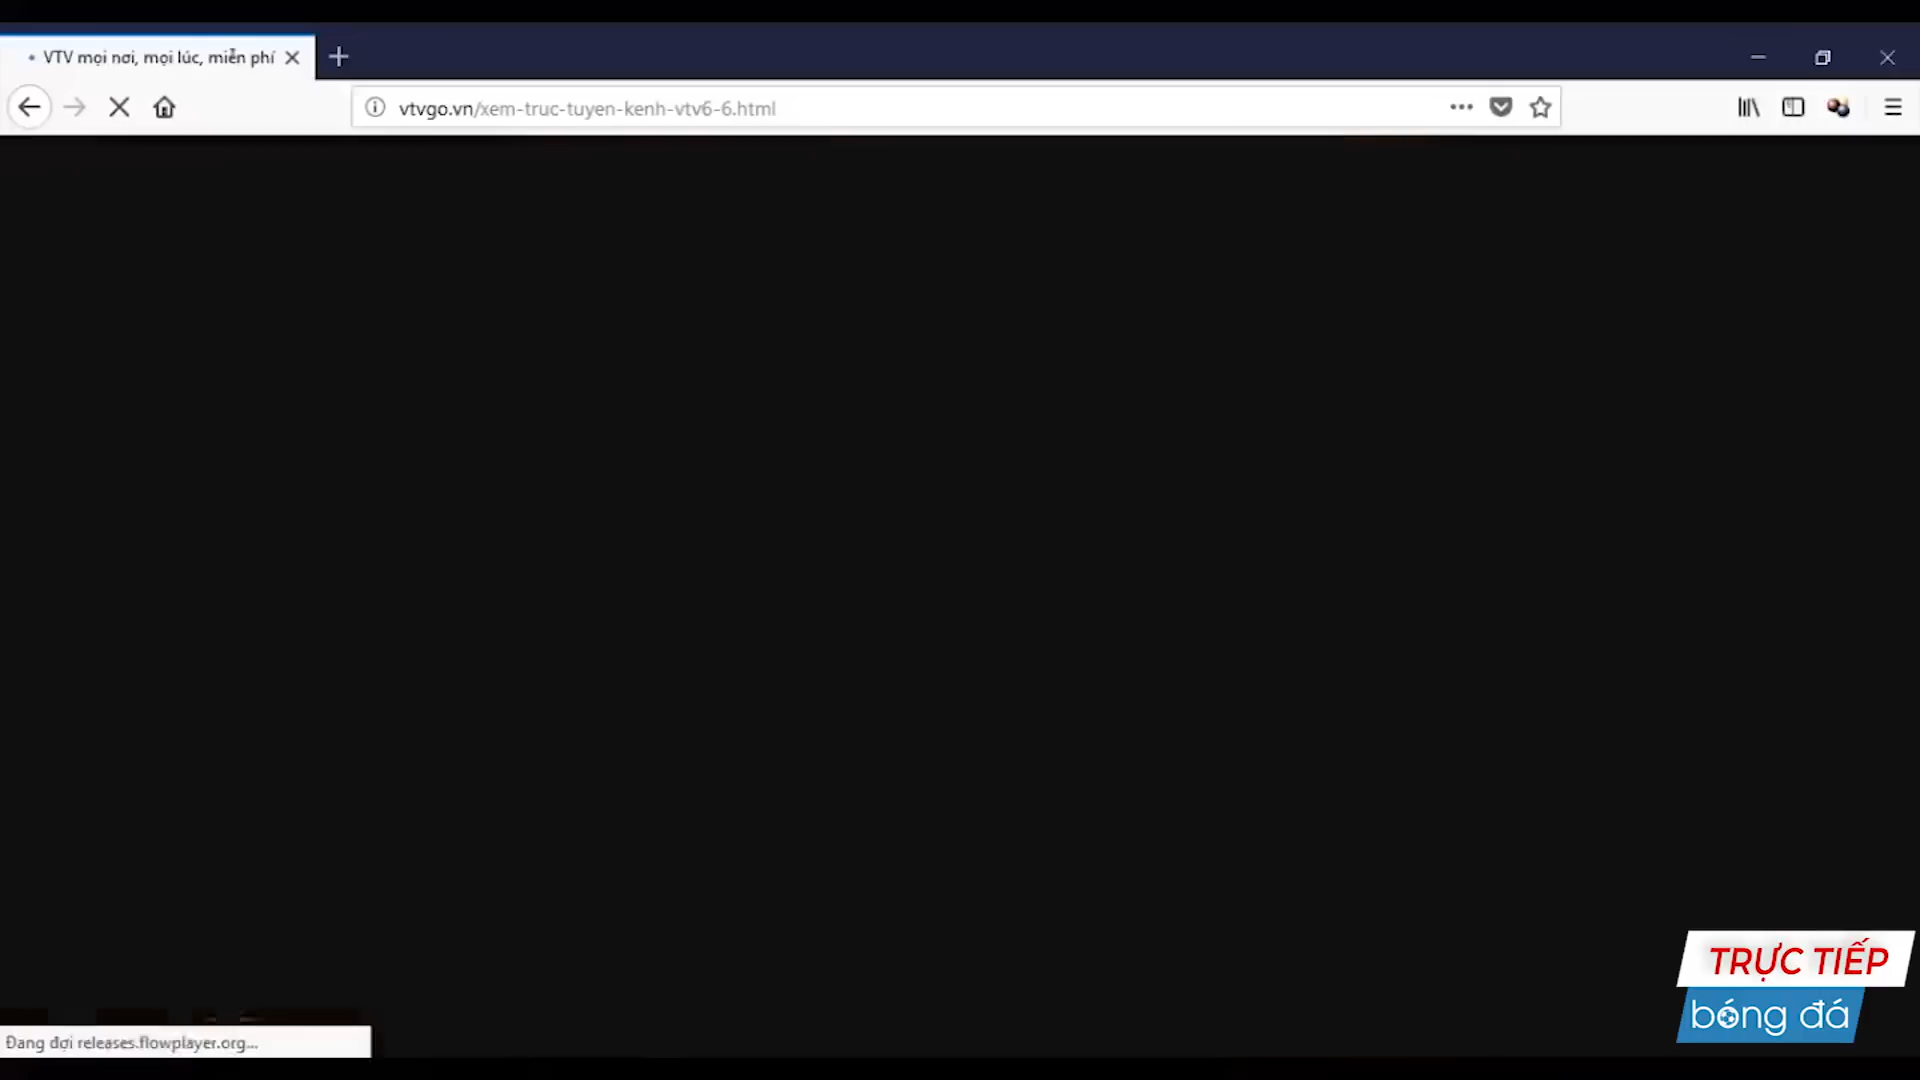 VTV mọi nơi, mọi lúc, miễn phí
vtvgo.vn/xem-truc-tuyen-kenh-vtv6-6.html
TRỰC TIẾP
bóng đá
Đang đợi releases.flowplayer.org...